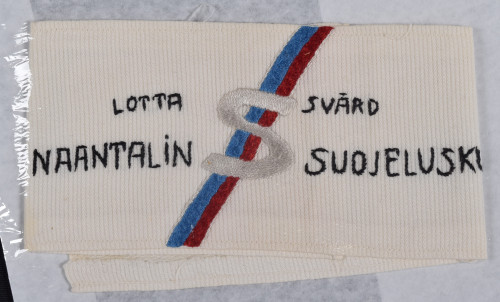 LOTTA S SVÄRD
NAANTALIN SUOJELUSKU